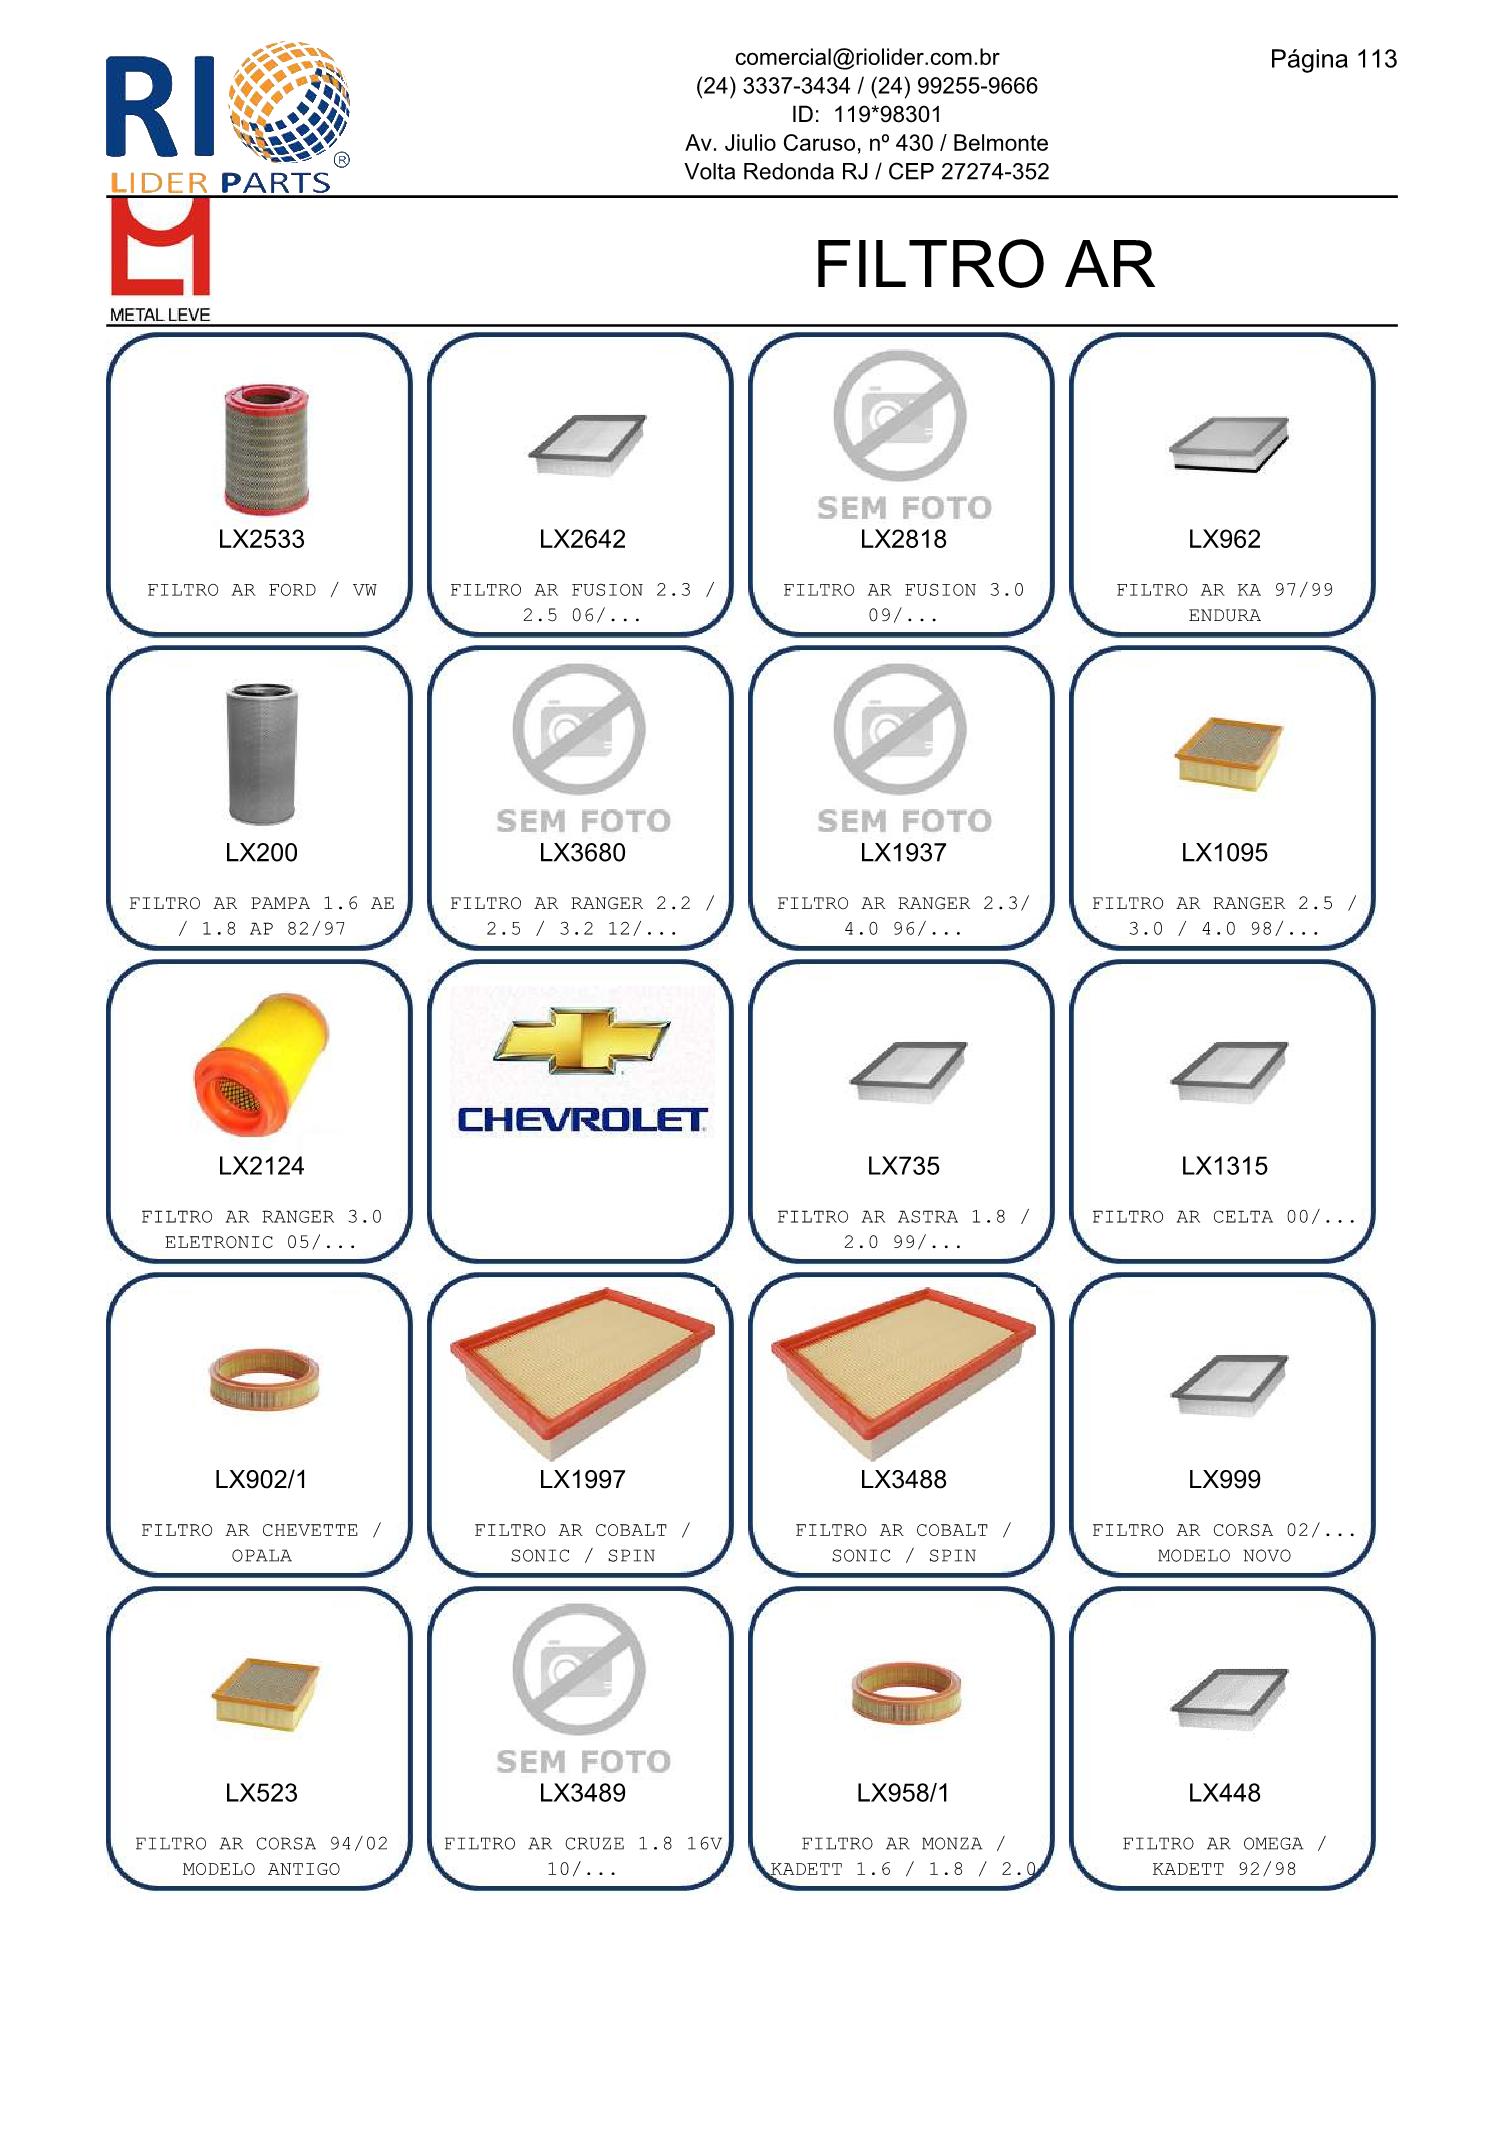 RIO
®
LIDER PARTS
comercial@riolider.com.br
(24) 3337-3434 / (24) 99255-9666
ID: 119*98301
Av. Jiulio Caruso, nº 430 / Belmonte
Volta Redonda RJ / CEP 27274-352
Página 113
METAL LEVE
FILTRO AR
LX2533
FILTRO AR FORD / VW
LX2642
FILTRO AR FUSION 2.3 /
2.5 06/...
SEM FOTO
LX2818
FILTRO AR FUSION 3.0
09/...
LX962
FILTRO AR KA 97/99
ENDURA
LX200
FILTRO AR PAMPA 1.6 AE
/ 1.8 AP 82/97
SEM FOTO
LX3680
FILTRO AR RANGER 2.2 /
2.5 / 3.2 12/...
SEM FOTO
LX1937
FILTRO AR RANGER 2.3/
4.0 96/...
LX1095
FILTRO AR RANGER 2.5 /
3.0 / 4.0 98/...
LX2124
FILTRO AR RANGER 3.0
ELETRONIC 05/...
CHEVROLET
LX735
FILTRO AR ASTRA 1.8 /
2.0 99/...
LX1315
FILTRO AR CELTA 00/...
LX902/1
FILTRO AR CHEVETTE /
OPALA
LX1997
FILTRO AR COBALT /
SONIC / SPIN
LX3488
FILTRO AR COBALT /
SONIC / SPIN
LX999
FILTRO AR CORSA 02/...
MODELO NOVO
LX523
FILTRO AR CORSA 94/02
MODELO ANTIGO
SEM FOTO
LX3489
FILTRO AR CRUZE 1.8 16V
10/...
LX958/1
FILTRO AR MONZA /
KADETT 1.6 / 1.8 / 2.0
LX448
FILTRO AR OMEGA /
KADETT 92/98